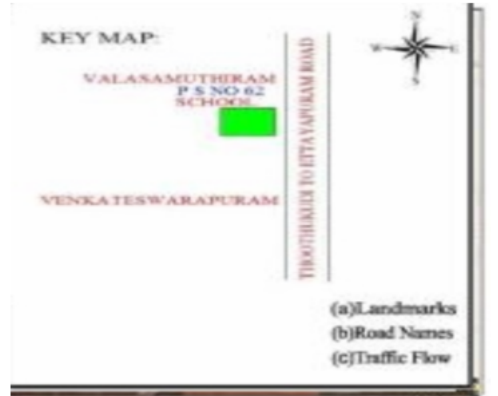 KEY MAP:
N
W E
S
VALASAMUTHIRAM
P S NO 62
SCHOOL
THOOTHUKUDI TO ETTAYAPURAM ROAD
VENKATESWARAPURAM
(a)Landmarks
(b)Road Names
(c)Traffic Flow